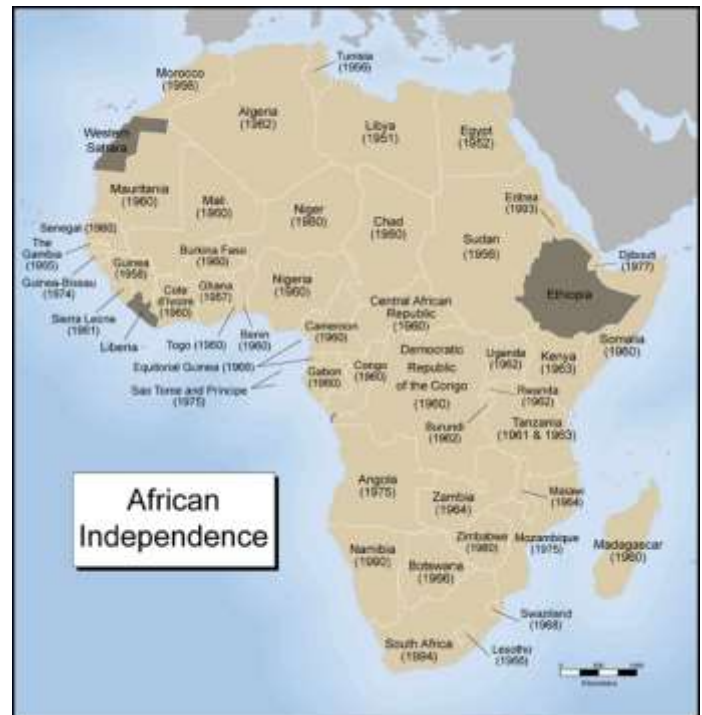 Tunisia
(1956)
Morocco
(1956)
Algeria
(1962)
Libya
(1951)
Egypt
(1952)
Western
Sahara
Mauritania
(1960)
Mali
(1960)
Niger
(1960)
Chad
(1960)
Eritrea
(1993)
Sudan
(1956)
Senegal (1960)
The
Gambia
(1965)
Guinea-Bissau
(1974)
Guinea
(1958)
Burkina Faso
(1960)
Djibouti
(1977)
Ethiopia
Cote
d'Ivoire
(1960)
Ghana
(1957)
Nigeria
(1960)
Sierra Leone
(1961)
Liberia
Togo (1960)
Benin
(1960)
Central African
Republic
(1960)
Cameroon
(1960)
Somalia
(1960)
Equitorial Guinea (1968)
Sao Tome and Principe
(1975)
Gabon
(1960)
Congo
(1960)
Democratic
Republic
of the Congo
(1960)
Uganda
(1962)
Kenya
(1963)
Rwanda
(1962)
Burundi
(1962)
Tanzania
(1961 & 1963)
Angola
(1975)
Zambia
(1964)
Malawi
(1964)
African
Independence
Namibia
(1990)
Botswana
(1966)
Zimbabwe
(1980)
Mozambique
(1975)
Madagascar
(1960)
Swaziland
(1968)
South Africa
(1994)
Lesotho
(1966)